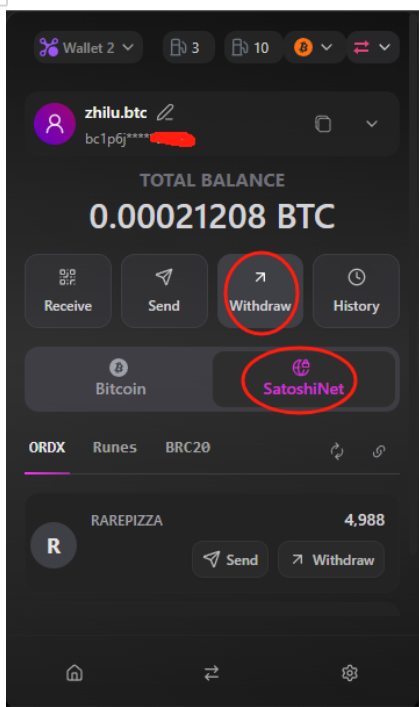 Wallet 2 3 10
zhilu.btc
bc1p6j****
TOTAL BALANCE
0.00021208 BTC
Receive Send Withdraw History
Bitcoin SatoshiNet
ORDX Runes BRC20
RAREPIZZA 4,988
R
Send Withdraw